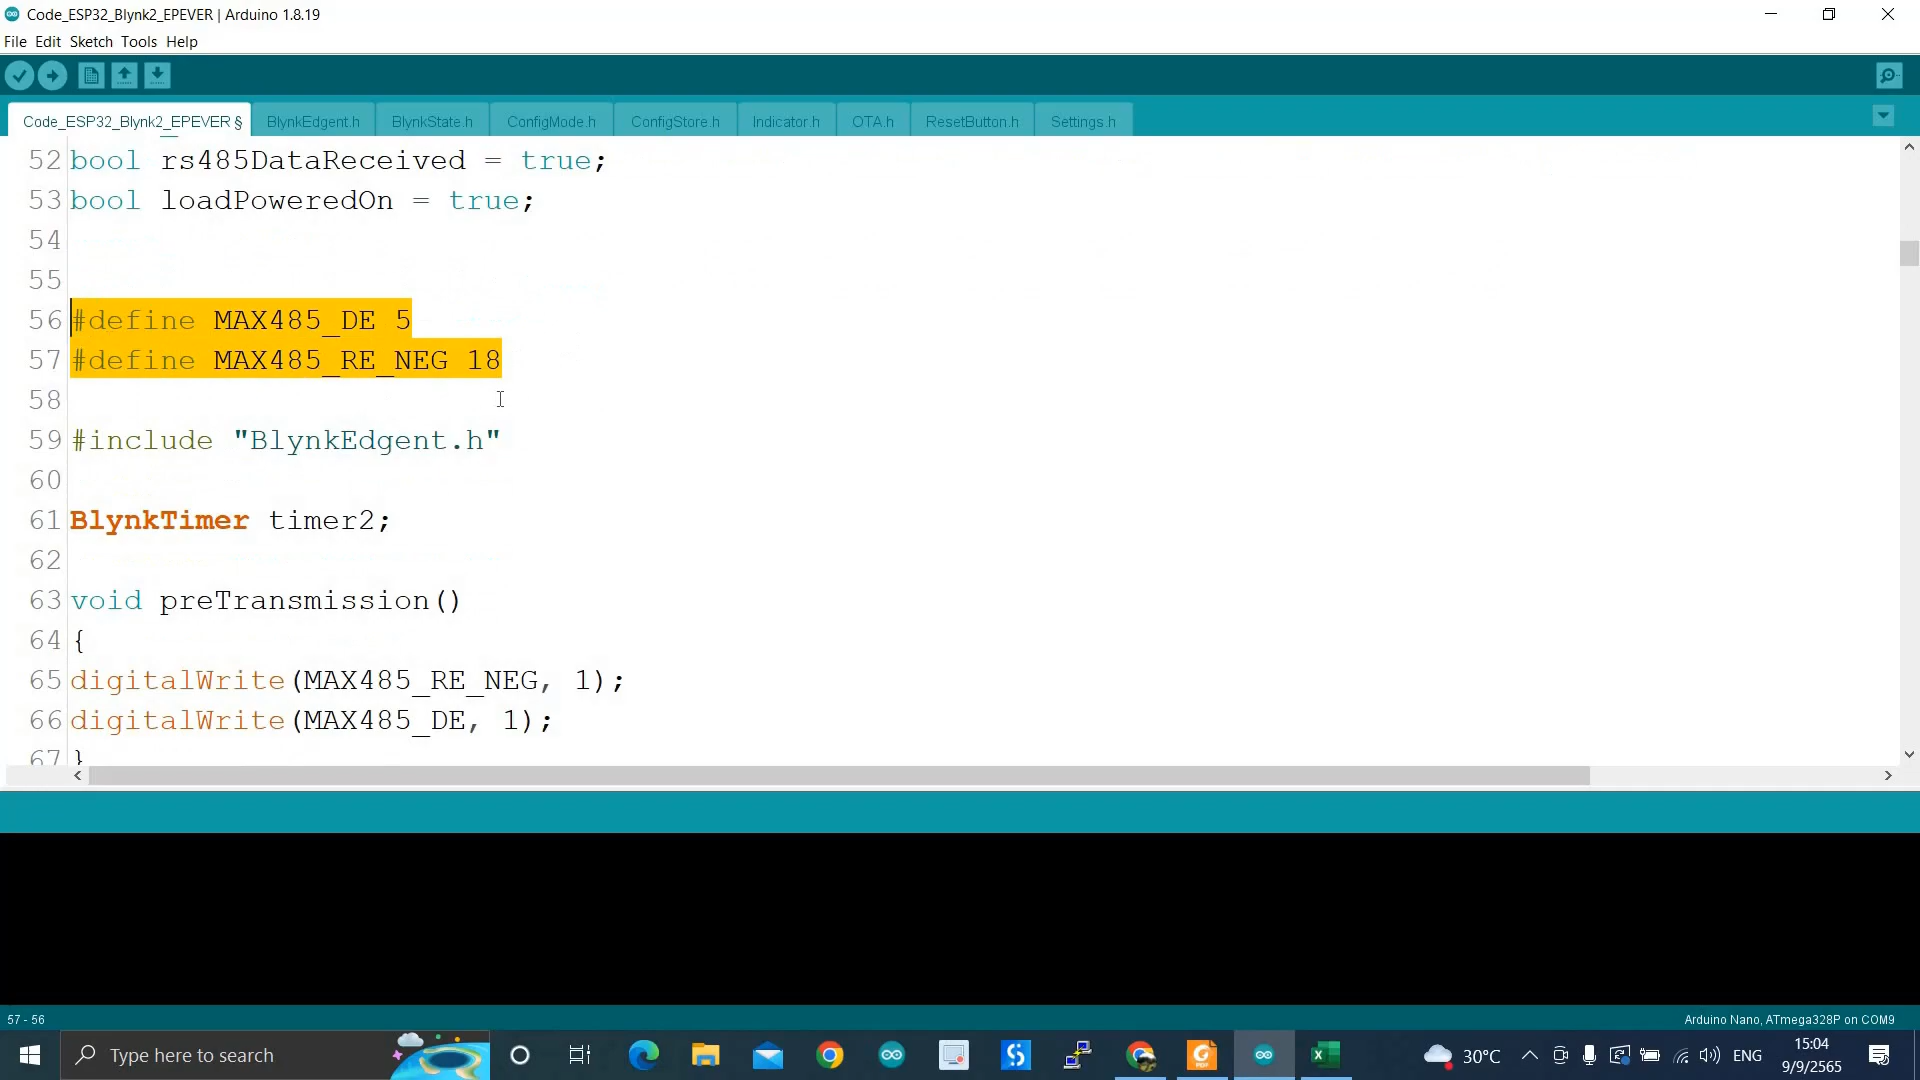 Code_ESP32_Blynk2_EPEVER | Arduino 1.8.19
File Edit Sketch Tools Help
Code_ESP32_Blynk2_EPEVER § BlynkEdgent.h BlynkState.h ConfigMode.h ConfigStore.h Indicator.h OTA.h ResetButton.h Settings.h
52 bool rs485DataReceived = true;
53 bool loadPoweredOn = true;
54
55
56 #define MAX485_DE 5
57 #define MAX485_RE_NEG 18
58
59 #include "BlynkEdgent.h"
60
61 BlynkTimer timer2;
62
63 void preTransmission()
64 {
65 digitalWrite(MAX485_RE_NEG, 1);
66 digitalWrite(MAX485_DE, 1);
67 }
57 - 56
Arduino Nano, ATmega328P on COM9
Type here to search
30°C
ENG
15:04
9/9/2565